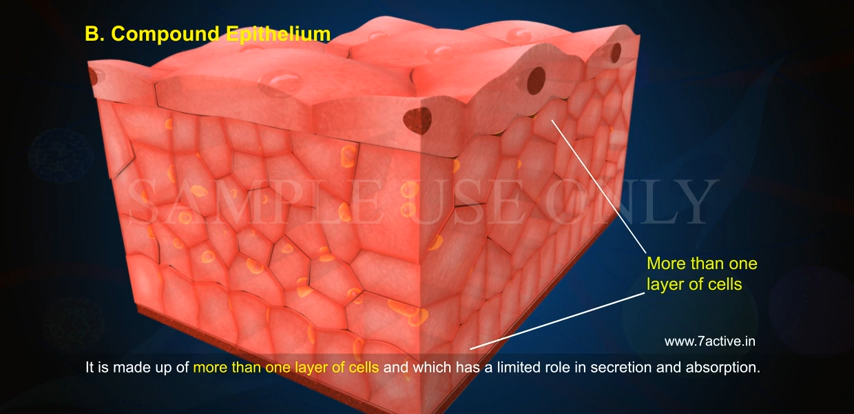 B. Compound Epithelium
SAMPLE USE ONLY
More than one
layer of cells
www.7active.in
It is made up of more than one layer of cells and which has a limited role in secretion and absorption.